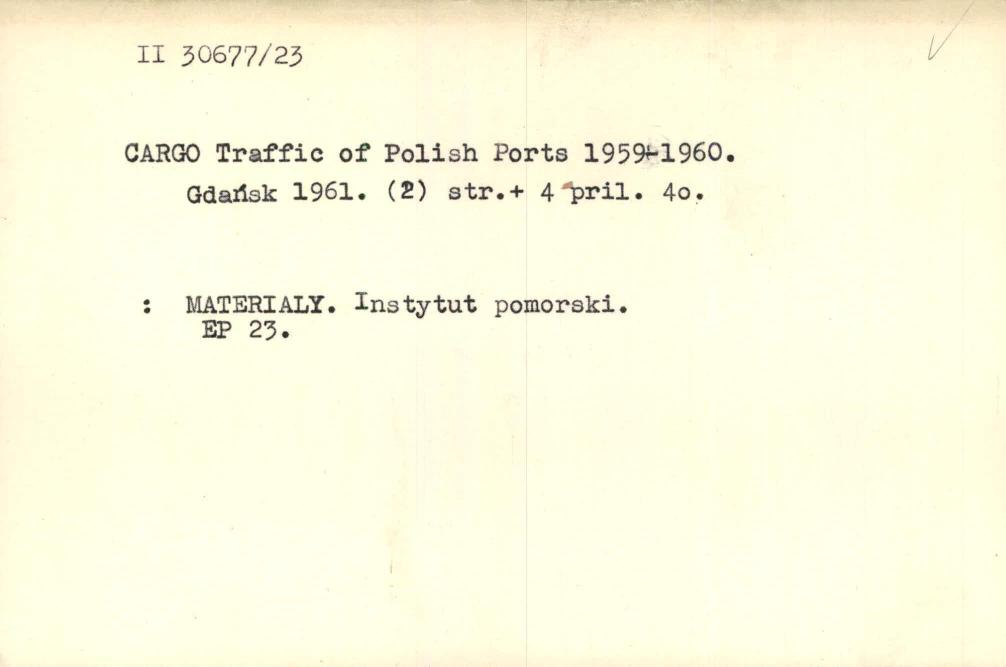 II 30677/23
CARGO Traffic of Polish Ports 1959-1960.
Gdańsk 1961. (2) str.+ 4 pril. 4o.
: MATERIALY. Instytut pomorski.
EP 23.